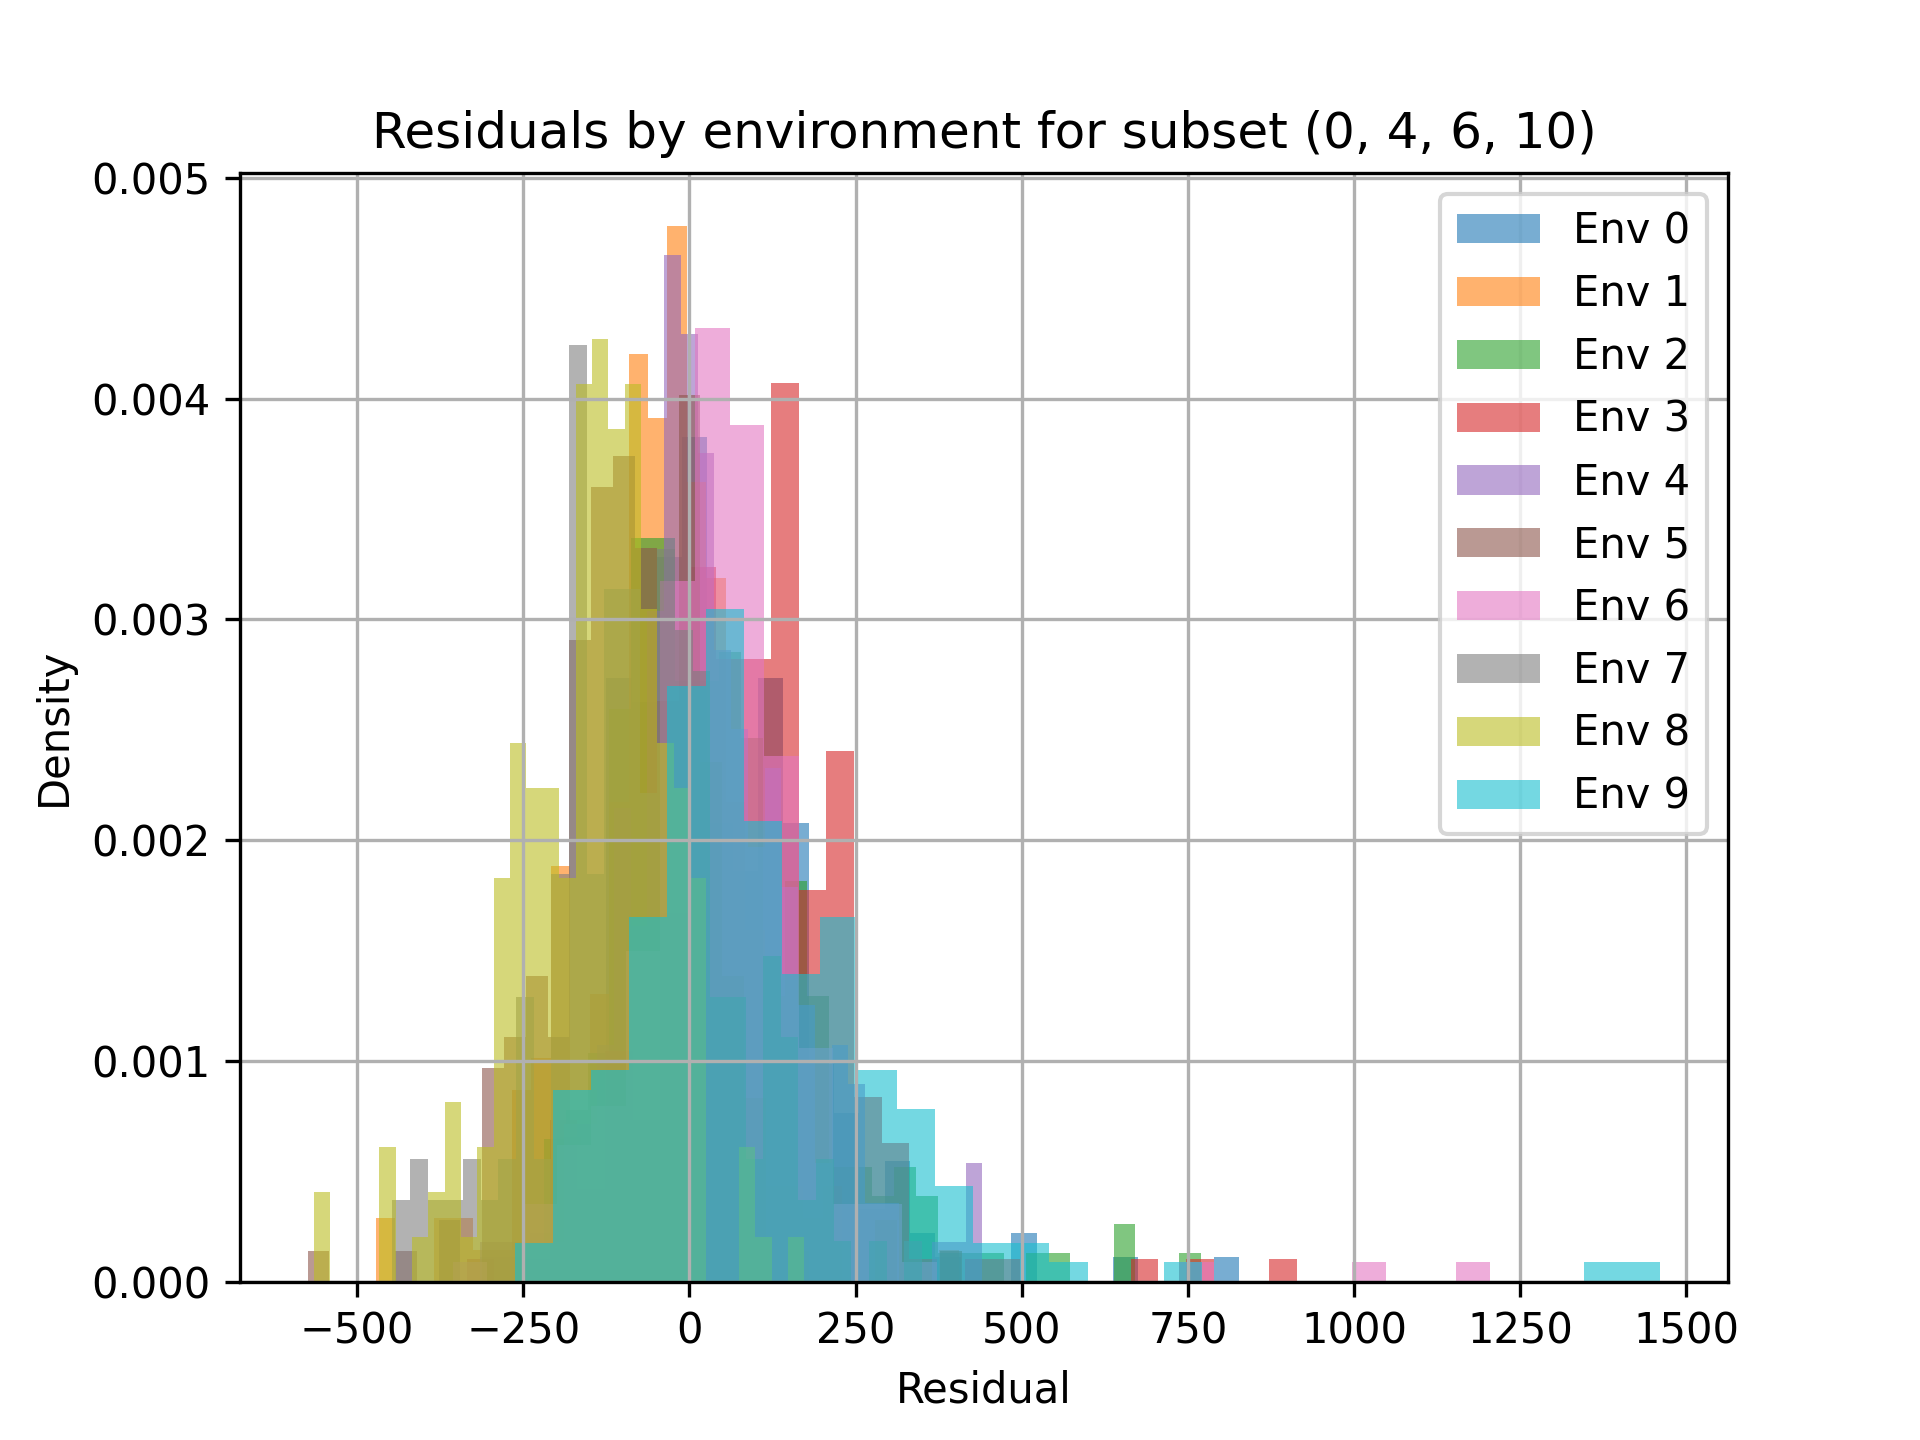 Residuals by environment for subset (0, 4, 6, 10)
0.005
0.004
0.003
0.002
0.001
0.000
Density
Env 0
Env 1
Env 2
Env 3
Env 4
Env 5
Env 6
Env 7
Env 8
Env 9
−500 −250 0 250 500 750 1000 1250 1500
Residual